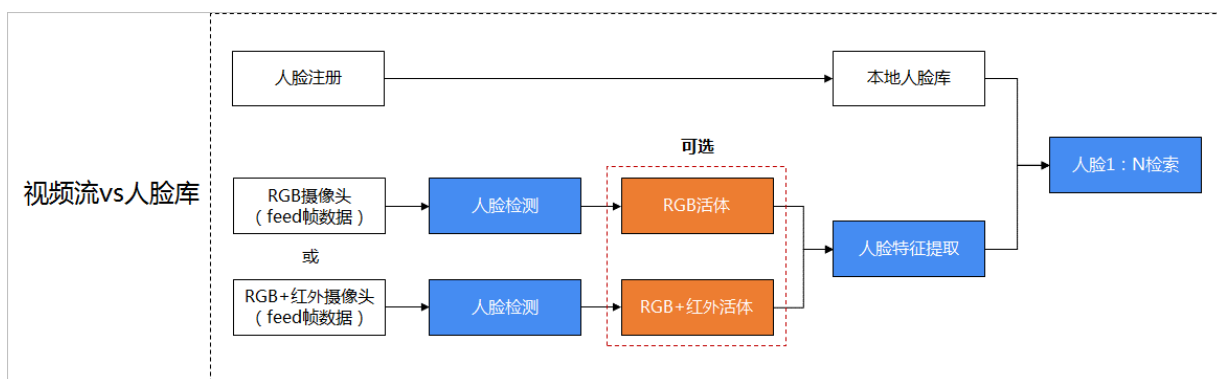 人脸注册
本地人脸库
可选
人脸1：N检索
视频流vs人脸库
RGB摄像头
（feed帧数据）
人脸检测
RGB活体
或
人脸特征提取
RGB+红外摄像头
（feed帧数据）
人脸检测
RGB+红外活体